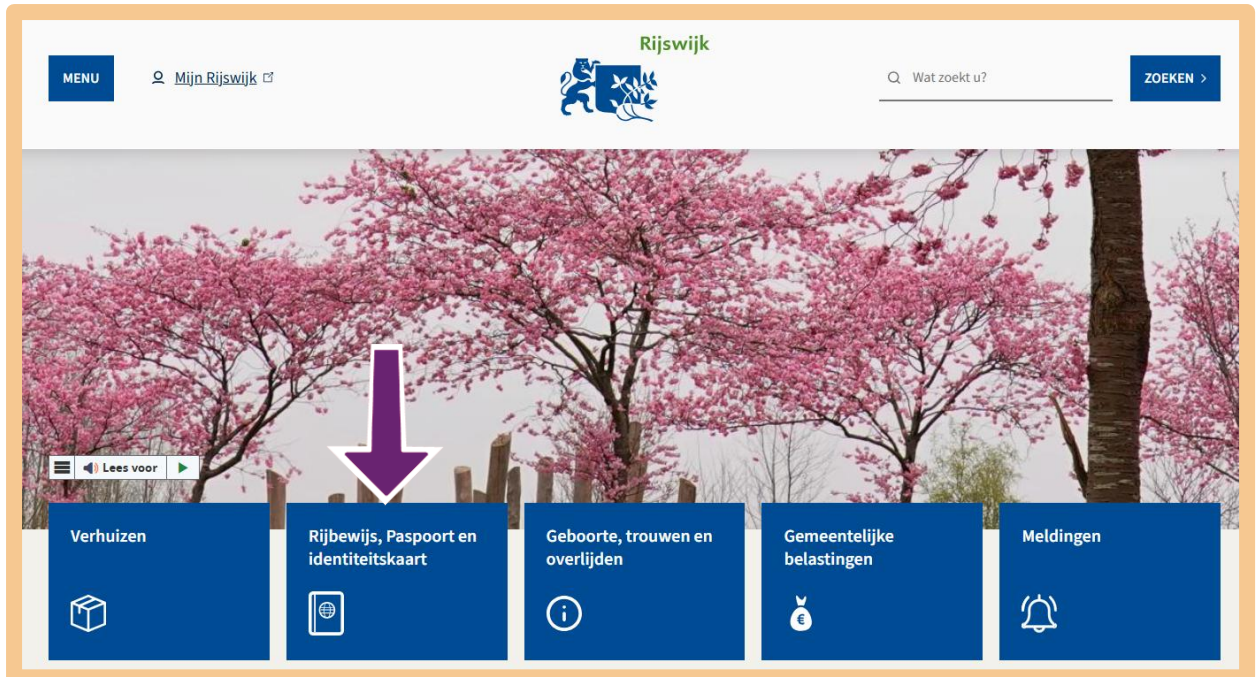 Rijswijk
MENU
Mijn Rijswijk
Wat zoekt u?
ZOEKEN >
Lees voor
Verhuizen
Rijbewijs, Paspoort en
identiteitskaart
Geboorte, trouwen en
overlijden
Gemeentelijke
belastingen
€
Meldingen